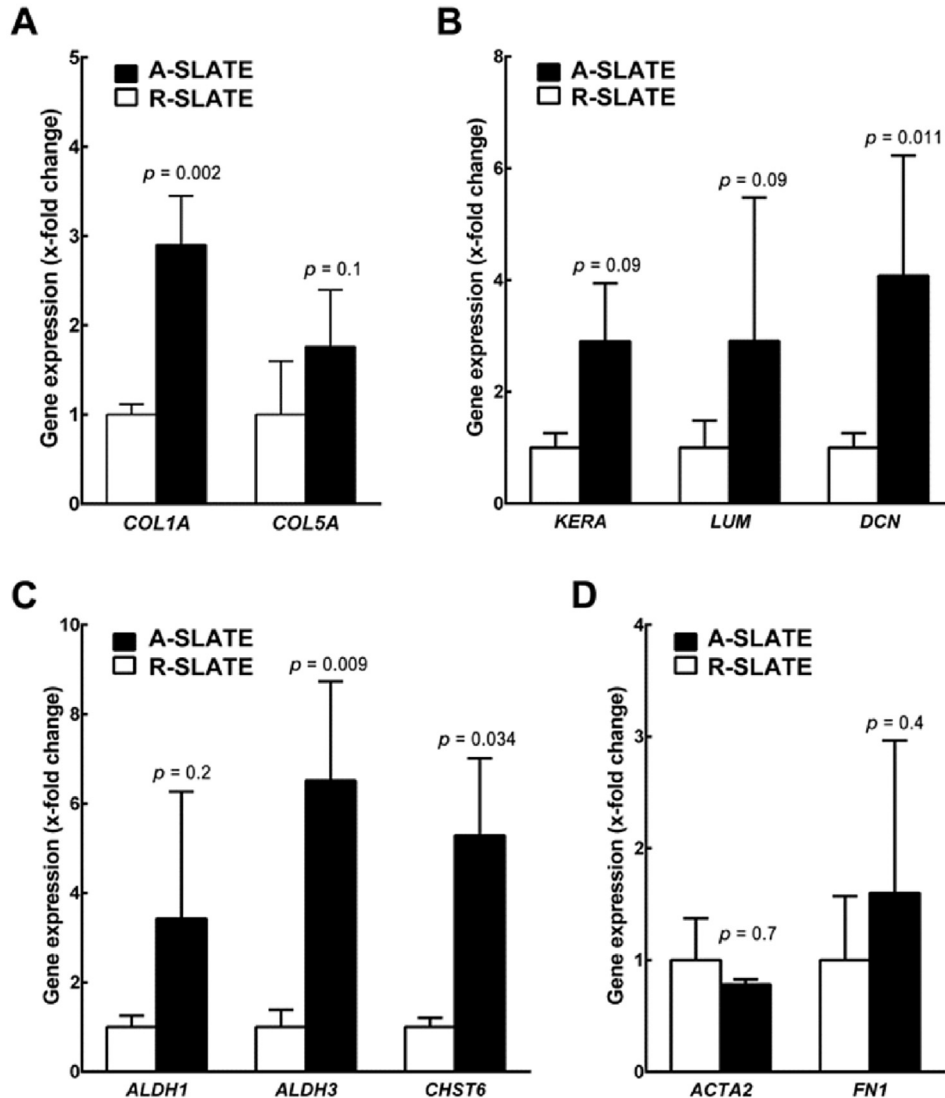 A
Gene expression (x-fold change)
5
4
3
2
1
0
A-SLATE
R-SLATE
p = 0.002
p = 0.1
COL1A
COL5A
B
Gene expression (x-fold change)
8
6
4
2
0
A-SLATE
R-SLATE
p = 0.09
p = 0.09
p = 0.011
KERA
LUM
DCN
C
Gene expression (x-fold change)
10
8
6
4
2
0
A-SLATE
R-SLATE
p = 0.2
p = 0.009
p = 0.034
ALDH1
ALDH3
CHST6
D
Gene expression (x-fold change)
4
3
2
1
0
A-SLATE
R-SLATE
p = 0.7
p = 0.4
ACTA2
FN1